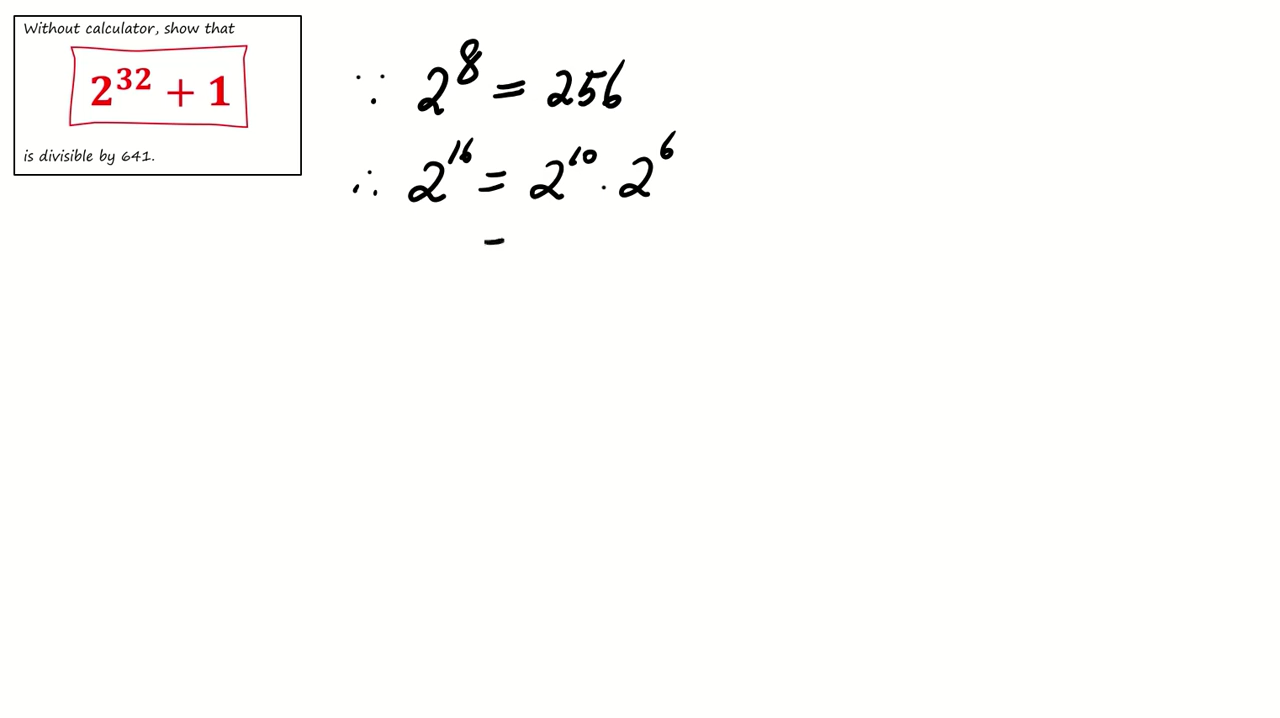 Without calculator, show that
2³² + 1
is divisible by 641.
∵ 2⁸ = 256
∴ 2¹⁶ = 2¹⁰ · 2⁶
-